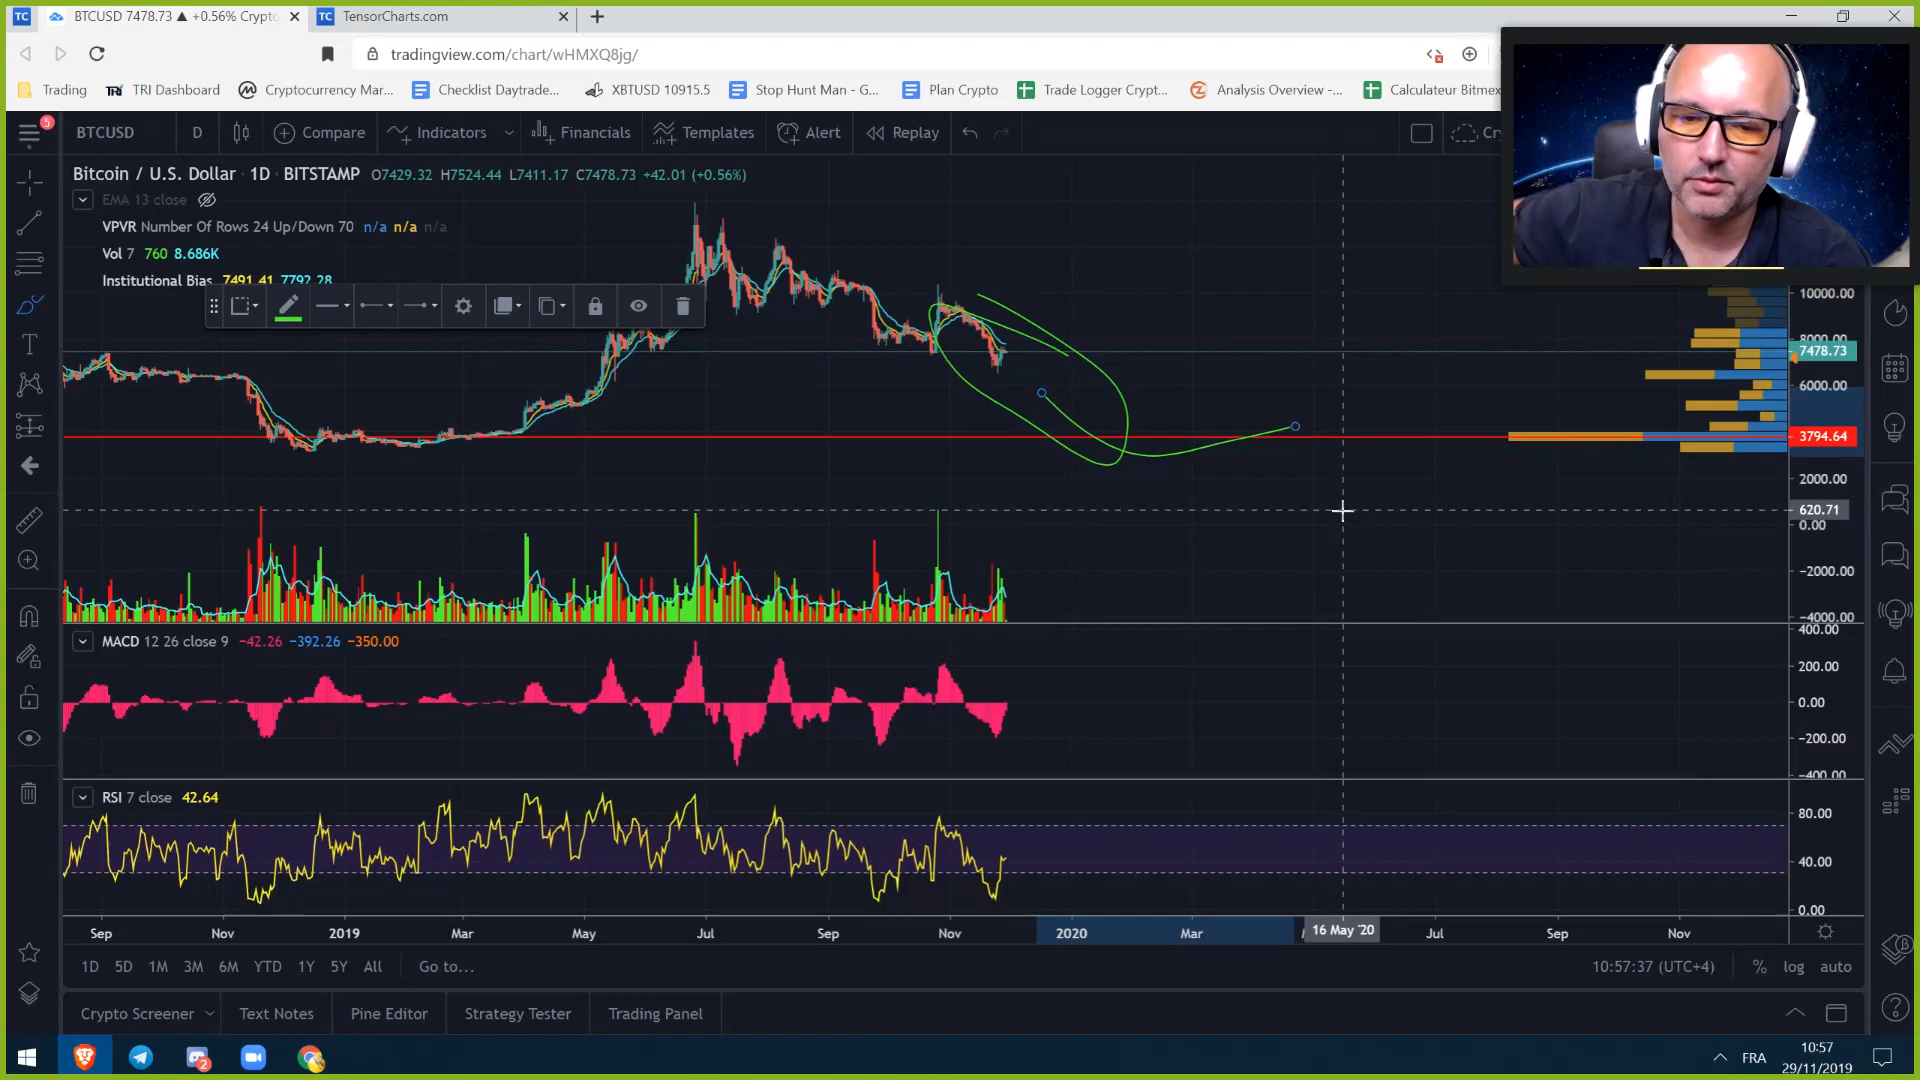 TC BTCUSD 7478.73 ▲ +0.56% Crypto TC TensorCharts.com
tradingview.com/chart/wHMXQ8jg/
Trading TRI Dashboard Cryptocurrency Mar... Checklist Daytrade... XBTUSD 10915.5 Stop Hunt Man - G... Plan Crypto Trade Logger Crypt... Analysis Overview -... Calculateur Bitmex
5
BTCUSD D Compare Indicators Financials Templates Alert Replay Cry
Bitcoin / U.S. Dollar · 1D · BITSTAMP O7429.32 H7524.44 L7411.17 C7478.73 +42.01 (+0.56%)
EMA 13 close
VPVR Number Of Rows 24 Up/Down 70 n/a n/a n/a
Vol 7 760 8.686K
Institutional Bias 7491.41 7792.28
10000.00
8000.00
7478.73
6000.00
3794.64
2000.00
620.71
0.00
−2000.00
−4000.00
MACD 12 26 close 9 −42.26 −392.26 −350.00
400.00
200.00
0.00
−200.00
−400.00
RSI 7 close 42.64
80.00
40.00
0.00
Sep Nov 2019 Mar May Jul Sep Nov 2020 Mar 16 May '20 Jul Sep Nov
1D 5D 1M 3M 6M YTD 1Y 5Y All Go to... 10:57:37 (UTC+4) % log auto
Crypto Screener Text Notes Pine Editor Strategy Tester Trading Panel
2
FRA
10:57
29/11/2019